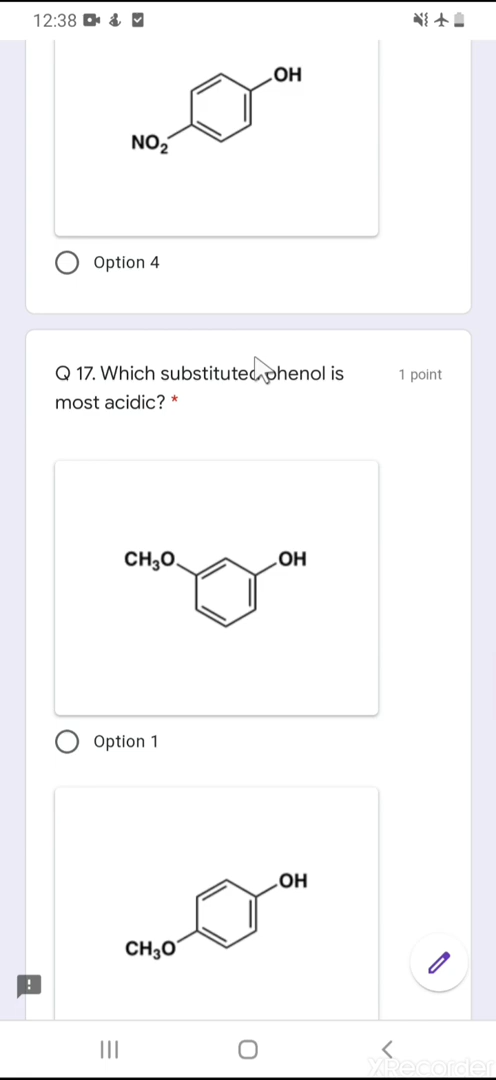 12:38
OH
NO2
Option 4
Q 17. Which substituted phenol is
most acidic? *
1 point
CH3O
OH
Option 1
OH
CH3O
XRecorder